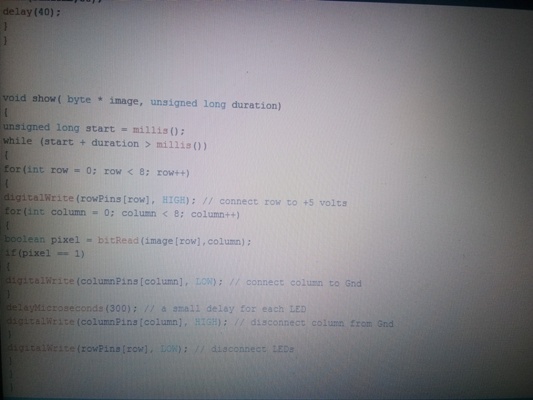 delay(40);
}
}
void show( byte * image, unsigned long duration)
{
unsigned long start = millis();
while (start + duration > millis())
{
for(int row = 0; row < 8; row++)
{
digitalWrite(rowPins[row], HIGH); // connect row to +5 volts
for(int column = 0; column < 8; column++)
{
boolean pixel = bitRead(image[row],column);
if(pixel == 1)
{
digitalWrite(columnPins[column], LOW); // connect column to Gnd
}
delayMicroseconds(300); // a small delay for each LED
digitalWrite(columnPins[column], HIGH); // disconnect column from Gnd
}
digitalWrite(rowPins[row], LOW); // disconnect LEDs
}
}
}